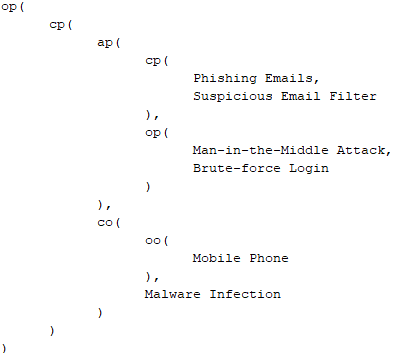 op(
cp(
ap(
cp(
Phishing Emails,
Suspicious Email Filter
),
op(
Man-in-the-Middle Attack,
Brute-force Login
)
),
co(
oo(
Mobile Phone
),
Malware Infection
)
)
)